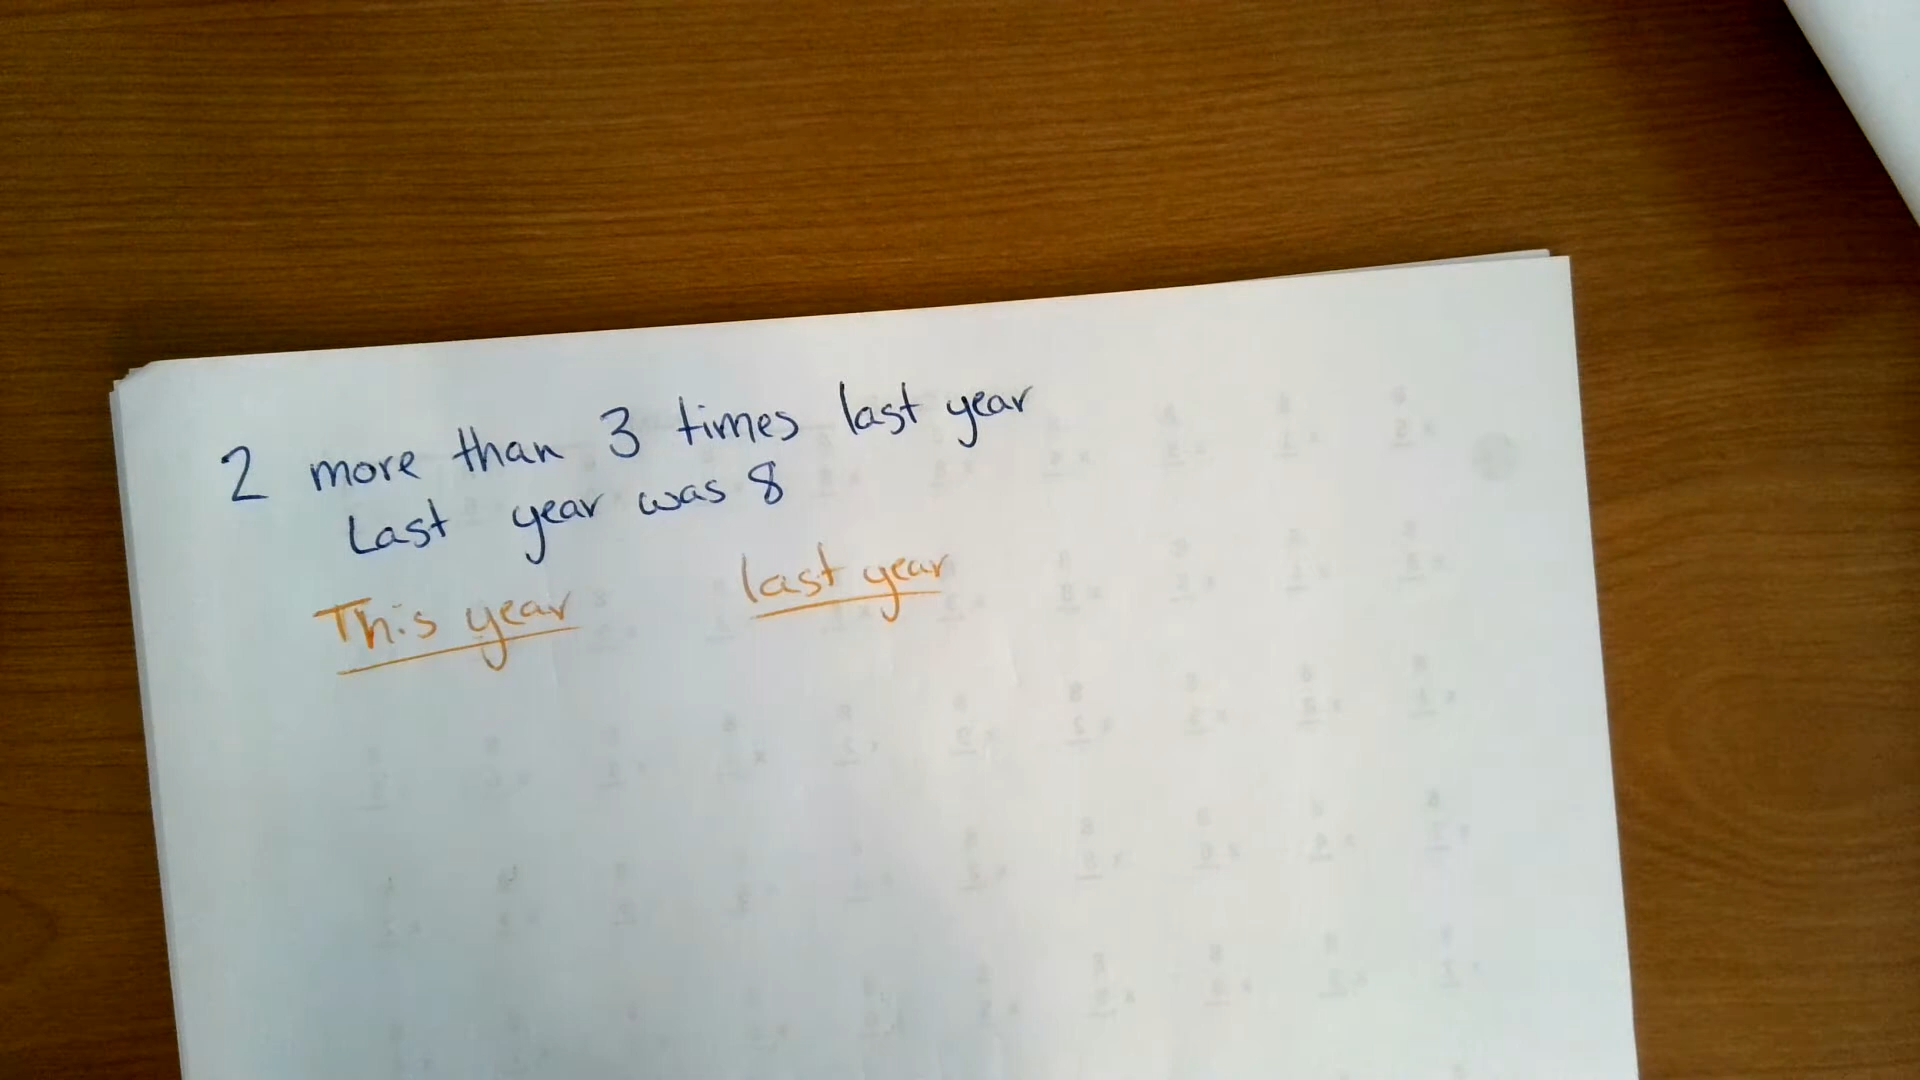 2 more than 3 times last year
Last year was 8
This year last year